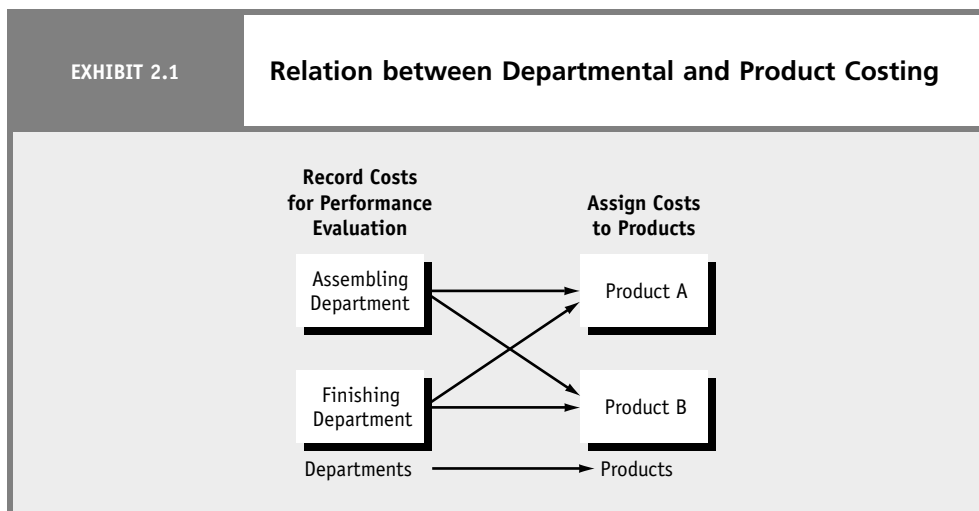 EXHIBIT 2.1
Relation between Departmental and Product Costing
Record Costs
for Performance
Evaluation
Assign Costs
to Products
Assembling
Department
Product A
Finishing
Department
Product B
Departments
Products